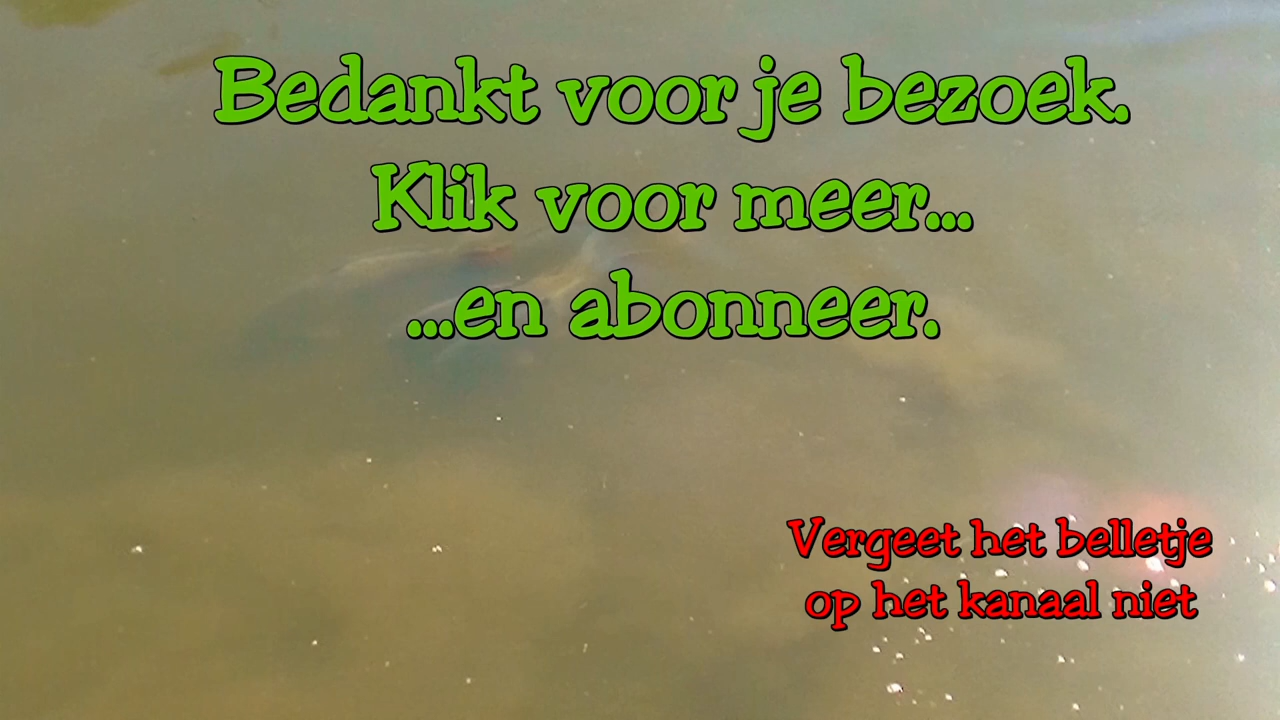 Bedankt voor je bezoek.
Klik voor meer...
...en abonneer.
Vergeet het belletje
op het kanaal niet